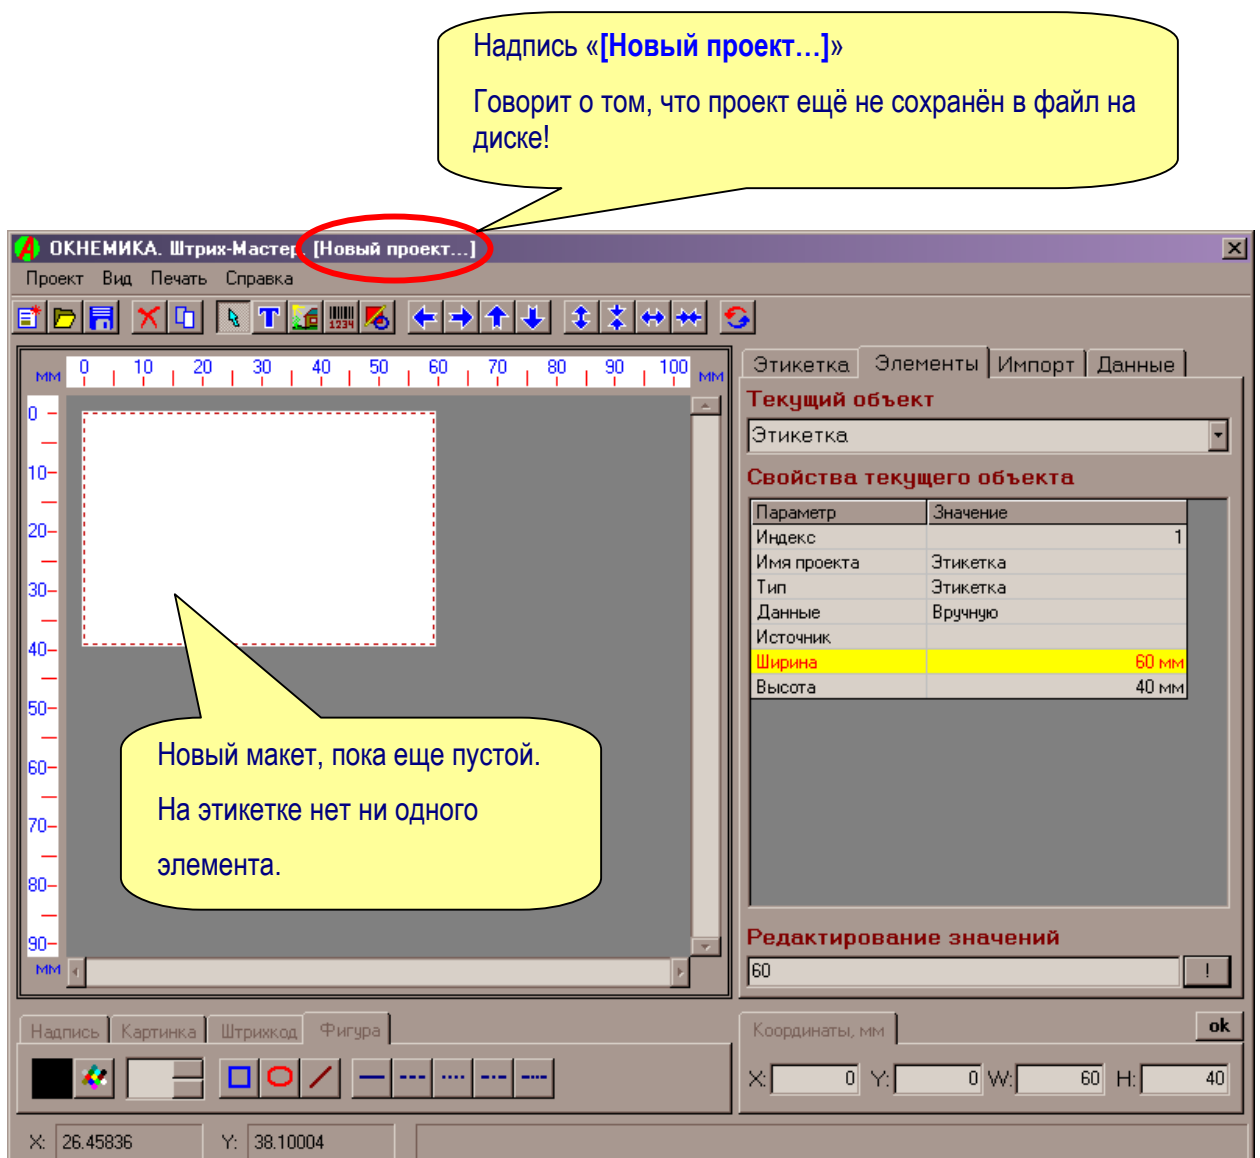 Надпись «[Новый проект…]»
Говорит о том, что проект ещё не сохранён в файл на
диске!
ОКНЕМИКА. Штрих-Мастер. [Новый проект...]
Проект Вид Печать Справка
T 1234
мм 0 10 20 30 40 50 60 70 80 90 100 мм
0
10
20
30
40
50
60
70
80
90
мм
Новый макет, пока еще пустой.
На этикетке нет ни одного
элемента.
Этикетка Элементы Импорт Данные
Текущий объект
Этикетка
Свойства текущего объекта
Параметр Значение
Индекс 1
Имя проекта Этикетка
Тип Этикетка
Данные Вручную
Источник
Ширина 60 мм
Высота 40 мм
Редактирование значений
60 !
Надпись Картинка Штрихкод Фигура
Координаты, мм ok
X: 0 Y: 0 W: 60 H: 40
X: 26.45836 Y: 38.10004